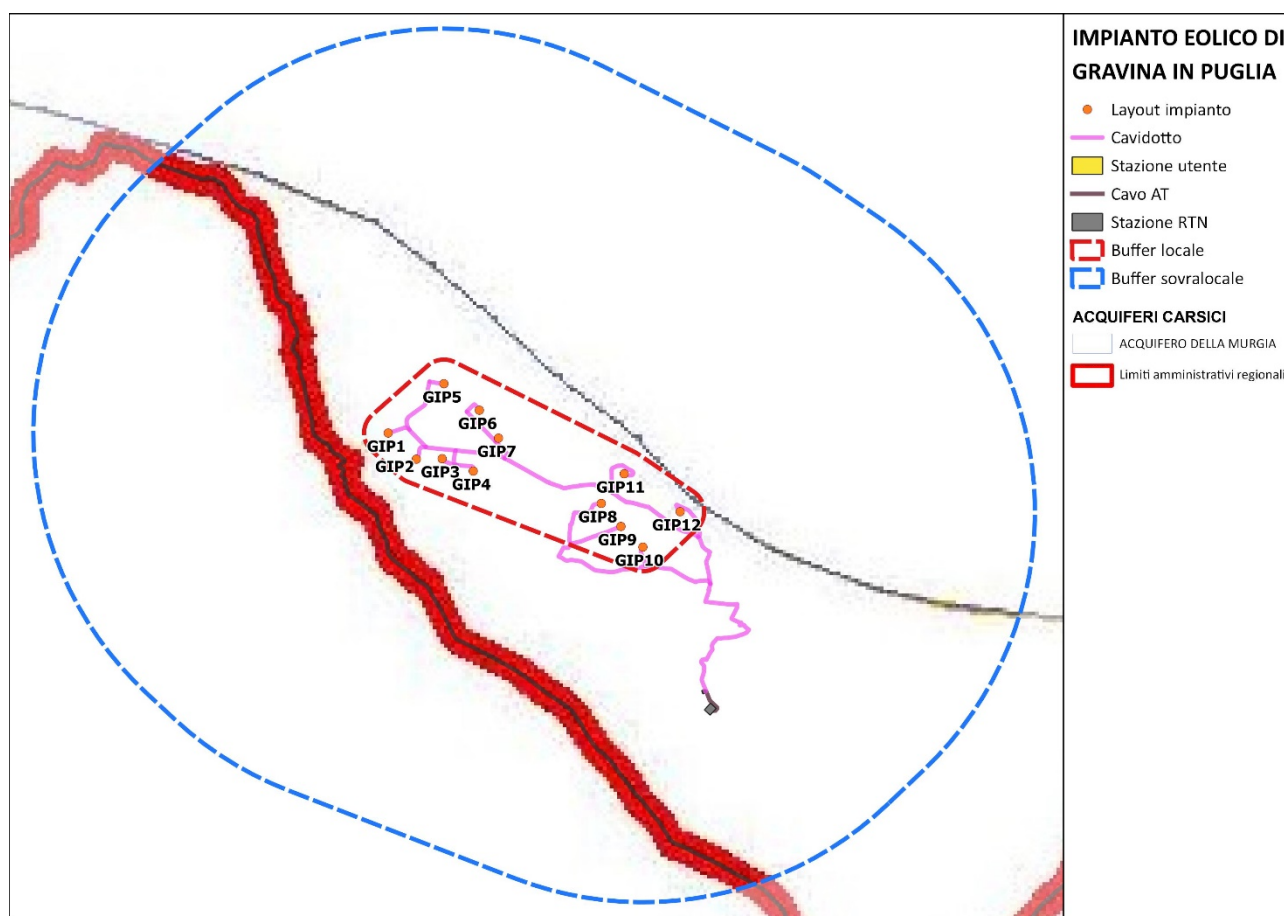 IMPIANTO EOLICO DI
GRAVINA IN PUGLIA
Layout impianto
Cavidotto
Stazione utente
Cavo AT
Stazione RTN
Buffer locale
Buffer sovralocale
ACQUIFERI CARSICI
ACQUIFERO DELLA MURGIA
Limiti amministrativi regionali
GIP5
GIP6
GIP1
GIP7
GIP2
GIP3
GIP4
GIP11
GIP8
GIP12
GIP9
GIP10